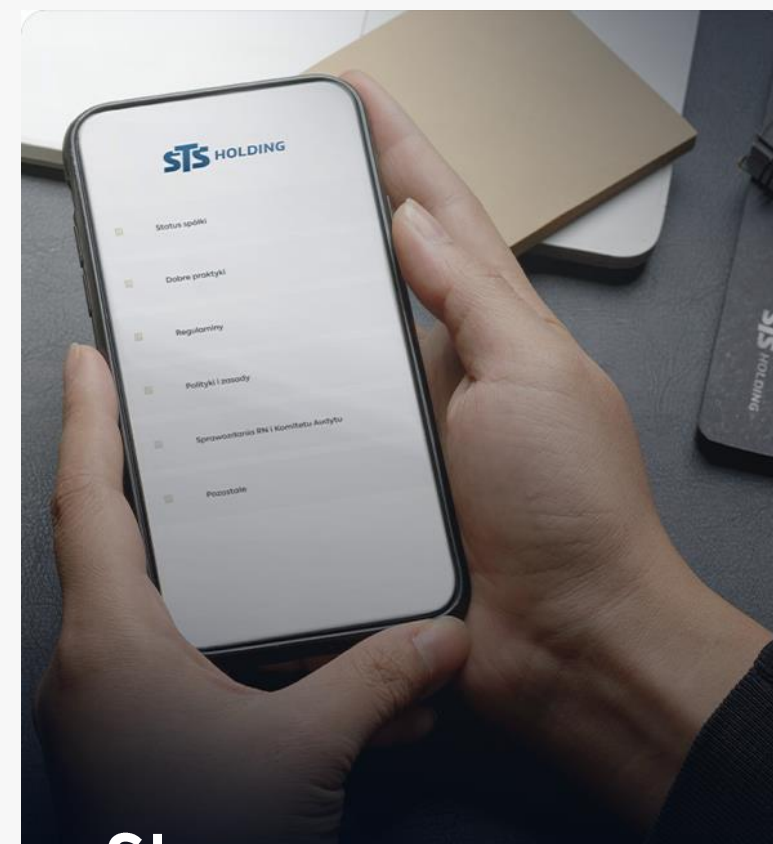 STS HOLDING
Status spółki
Dobre praktyki
Regulaminy
Polityki i zasady
Sprawozdania RN i Komitetu Audytu
Pozostałe
STS HOLDING